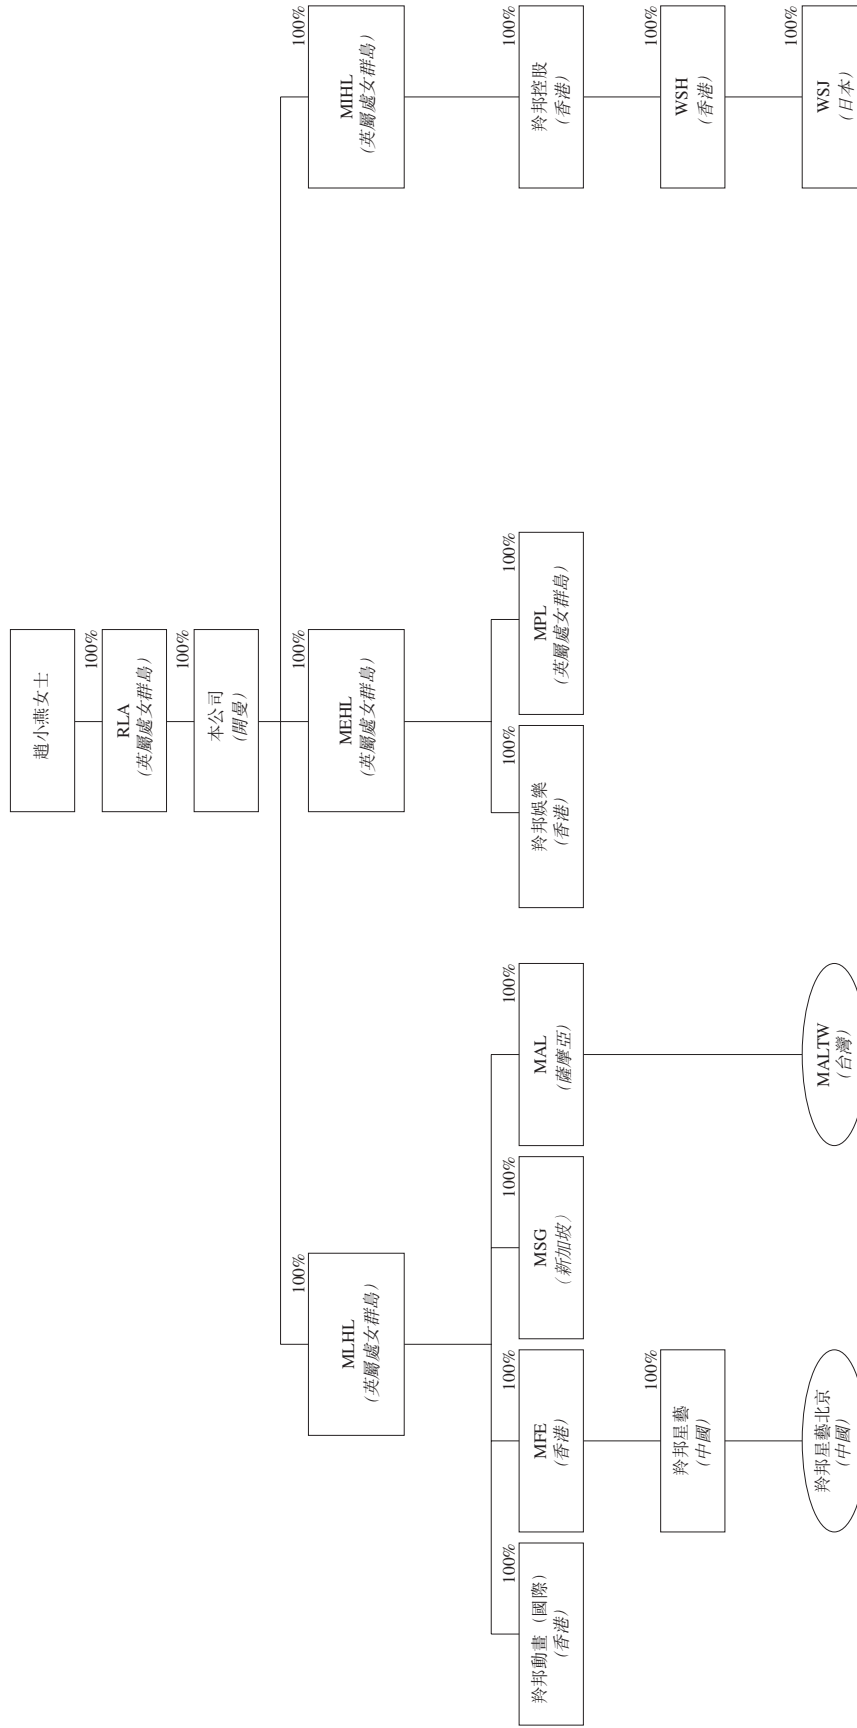 趙小燕女士
100%
RLA
(英屬處女群島)
100%
本公司
(開曼)
100%
MLHL
(英屬處女群島)
100%
MEHL
(英屬處女群島)
100%
MIHL
(英屬處女群島)
100%
羚邦動畫(國際)
(香港)
100%
MFE
(香港)
100%
MSG
(新加坡)
100%
MAL
(薩摩亞)
100%
羚邦娛樂
(香港)
100%
MPL
(英屬處女群島)
100%
羚邦控股
(香港)
100%
羚邦星藝
(中國)
100%
WSH
(香港)
羚邦星藝北京
(中國)
MALTW
(台灣)
100%
WSJ
(日本)